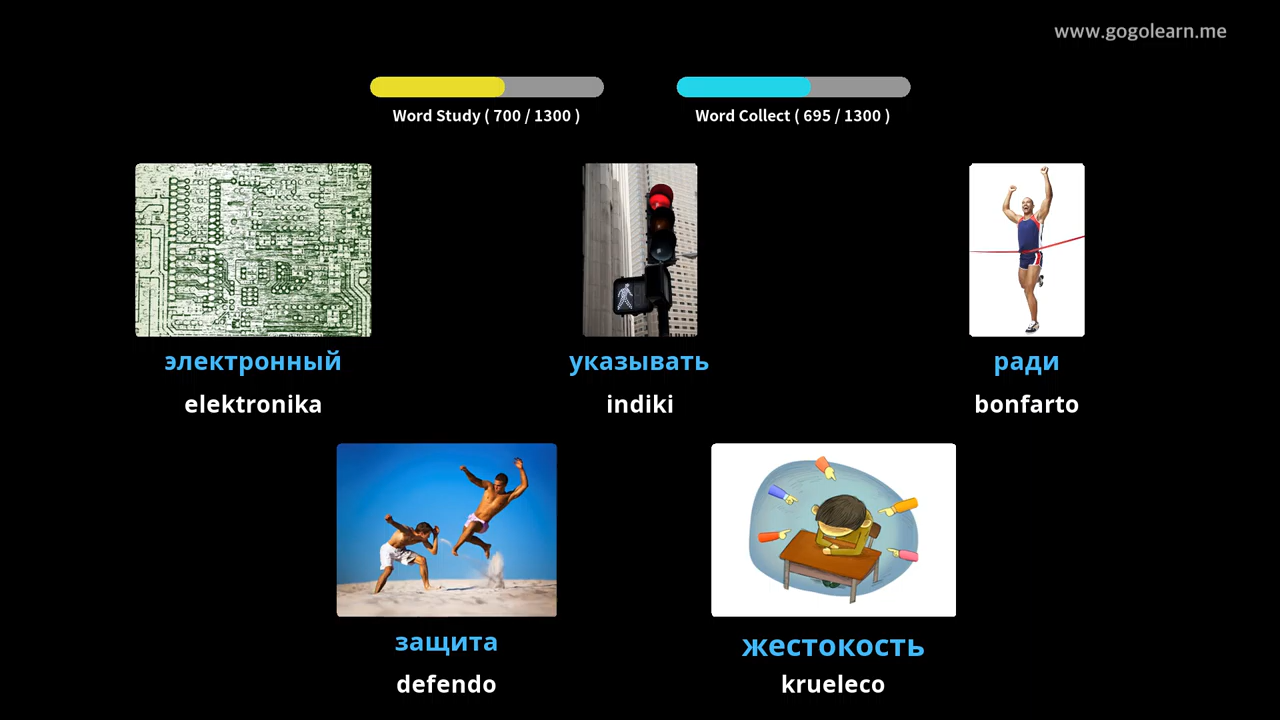 www.gogolearn.me
Word Study ( 700 / 1300 )
Word Collect ( 695 / 1300 )
электронный
elektronika
указывать
indiki
ради
bonfarto
защита
defendo
жестокость
krueleco